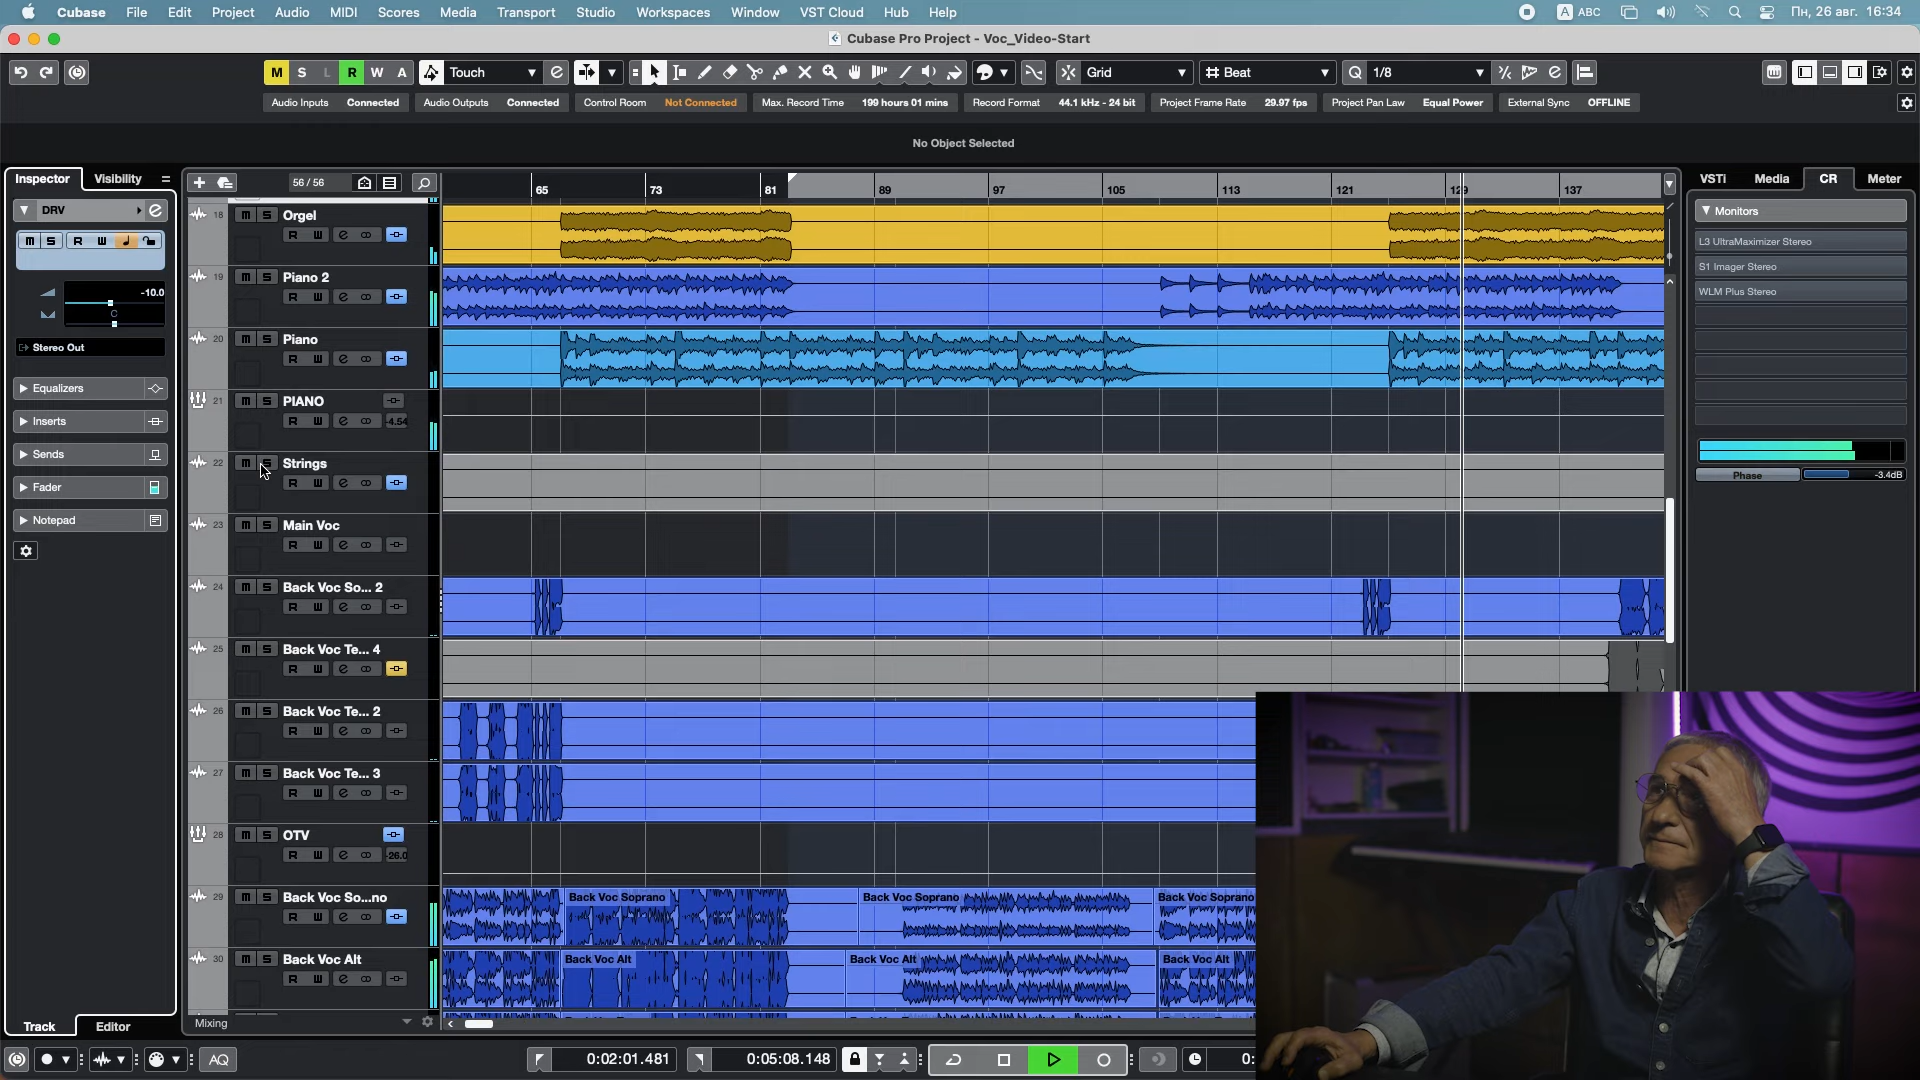 Cubase File Edit Project Audio MIDI Scores Media Transport Studio Workspaces Window VST Cloud Hub Help A ABC Пн, 26 авг. 16:34
Cubase Pro Project - Voc_Video-Start
M S L R W A Touch Grid Beat Q 1/8
Audio Inputs Connected Audio Outputs Connected Control Room Not Connected Max. Record Time 199 hours 01 mins Record Format 44.1 kHz - 24 bit Project Frame Rate 29.97 fps Project Pan Law Equal Power External Sync OFFLINE
No Object Selected
Inspector Visibility 56 / 56 65 73 81 89 97 105 113 121 129 137 VSTi Media CR Meter
DRV
M S R W
-10.0
C
Stereo Out
Equalizers
Inserts
Sends
Fader
Notepad
18 M S Orgel
R W
19 M S Piano 2
R W
20 M S Piano
R W
21 M S PIANO
R W -4.54
22 M S Strings
R W
23 M S Main Voc
R W
24 M S Back Voc So... 2
R W
25 M S Back Voc Te... 4
R W
26 M S Back Voc Te... 2
R W
27 M S Back Voc Te... 3
R W
28 M S OTV
R W -26.0
29 M S Back Voc So...no Back Voc Soprano Back Voc Soprano Back Voc Soprano
R W
30 M S Back Voc Alt Back Voc Alt Back Voc Alt Back Voc Alt
R W
Monitors
L3 UltraMaximizer Stereo
S1 Imager Stereo
WLM Plus Stereo
Phase -3.4dB
Track Editor Mixing
AQ 0:02:01.481 0:05:08.148 0: